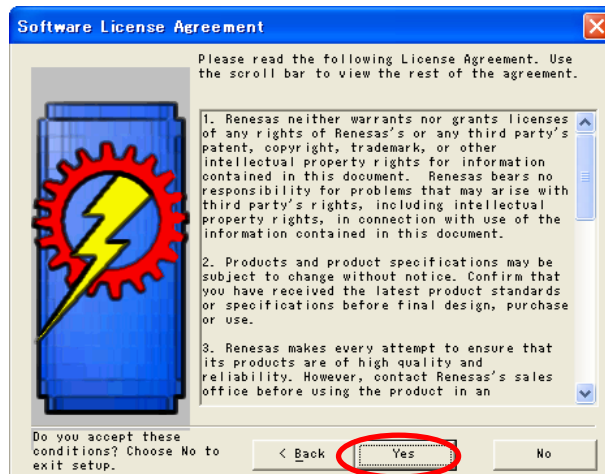 Software License Agreement
Please read the following License Agreement. Use
the scroll bar to view the rest of the agreement.
1. Renesas neither warrants nor grants licenses
of any rights of Renesas's or any third party's
patent, copyright, trademark, or other
intellectual property rights for information
contained in this document.  Renesas bears no
responsibility for problems that may arise with
third party's rights, including intellectual
property rights, in connection with use of the
information contained in this document.
2. Products and product specifications may be
subject to change without notice. Confirm that
you have received the latest product standards
or specifications before final design, purchase
or use.
3. Renesas makes every attempt to ensure that
its products are of high quality and
reliability. However, contact Renesas's sales
office before using the product in an
Do you accept these
conditions? Choose No to
exit setup.
< Back
Yes
No